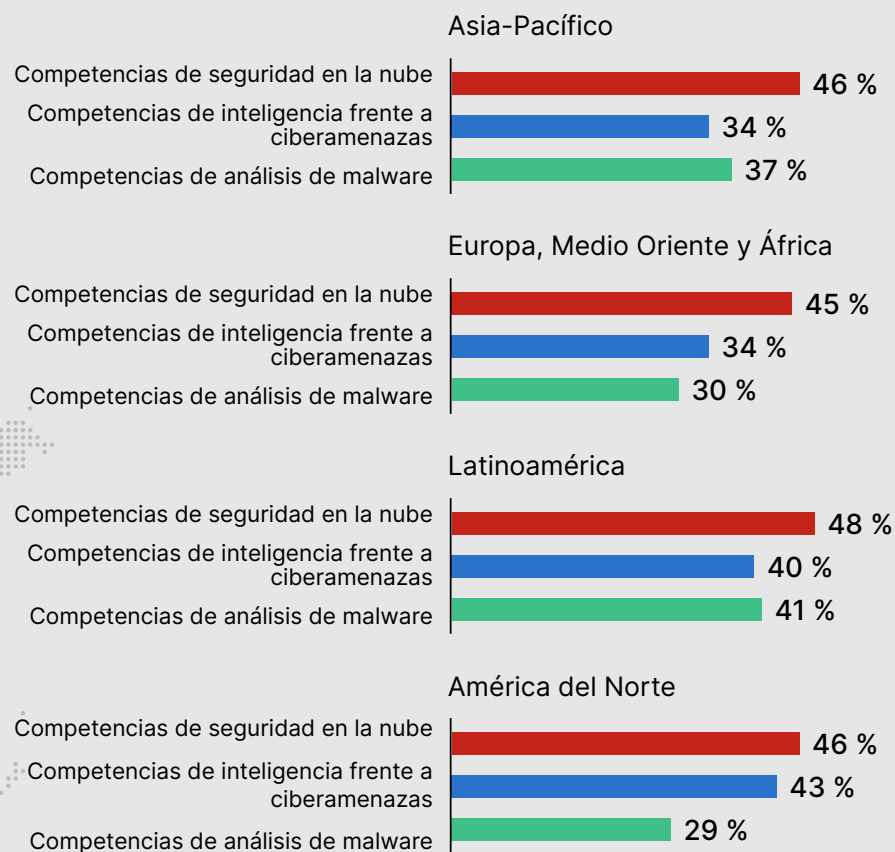 Asia-Pacífico
Competencias de seguridad en la nube
46 %
Competencias de inteligencia frente a
ciberamenazas
34 %
Competencias de análisis de malware
37 %
Europa, Medio Oriente y África
Competencias de seguridad en la nube
45 %
Competencias de inteligencia frente a
ciberamenazas
34 %
Competencias de análisis de malware
30 %
Latinoamérica
Competencias de seguridad en la nube
48 %
Competencias de inteligencia frente a
ciberamenazas
40 %
Competencias de análisis de malware
41 %
América del Norte
Competencias de seguridad en la nube
46 %
Competencias de inteligencia frente a
ciberamenazas
43 %
Competencias de análisis de malware
29 %